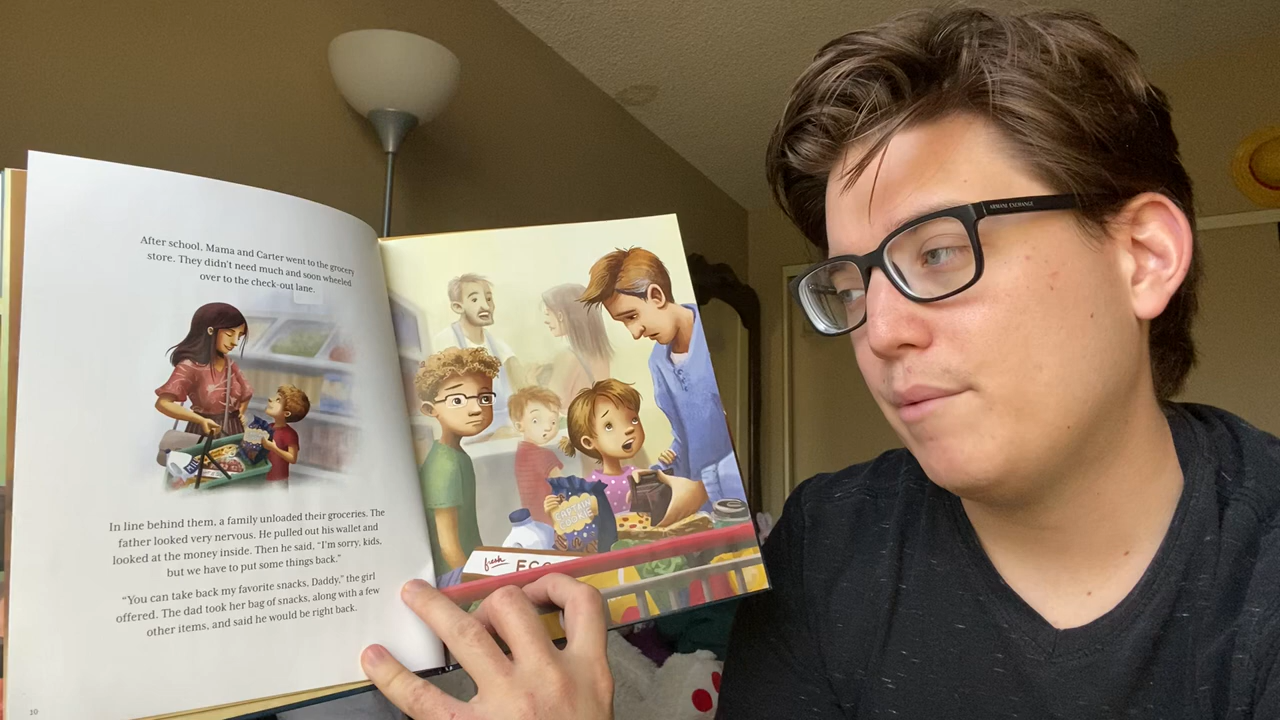 After school, Mama and Carter went to the grocery
store. They didn't need much and soon wheeled
over to the check-out lane.
In line behind them, a family unloaded their groceries. The
father looked very nervous. He pulled out his wallet and
looked at the money inside. Then he said, "I'm sorry, kids,
but we have to put some things back."
"You can take back my favorite snacks, Daddy," the girl
offered. The dad took her bag of snacks, along with a few
other items, and said he would be right back.
10
CAPTAIN
COOKIE
fresh
EGG
ARMANI EXCHANGE